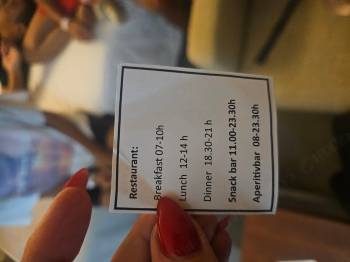 Restaurant:
Breakfast 07-10h
Lunch 12-14 h
Dinner 18.30-21 h
Snack bar 11.00-23.30h
Aperitivbar 08-23.30h